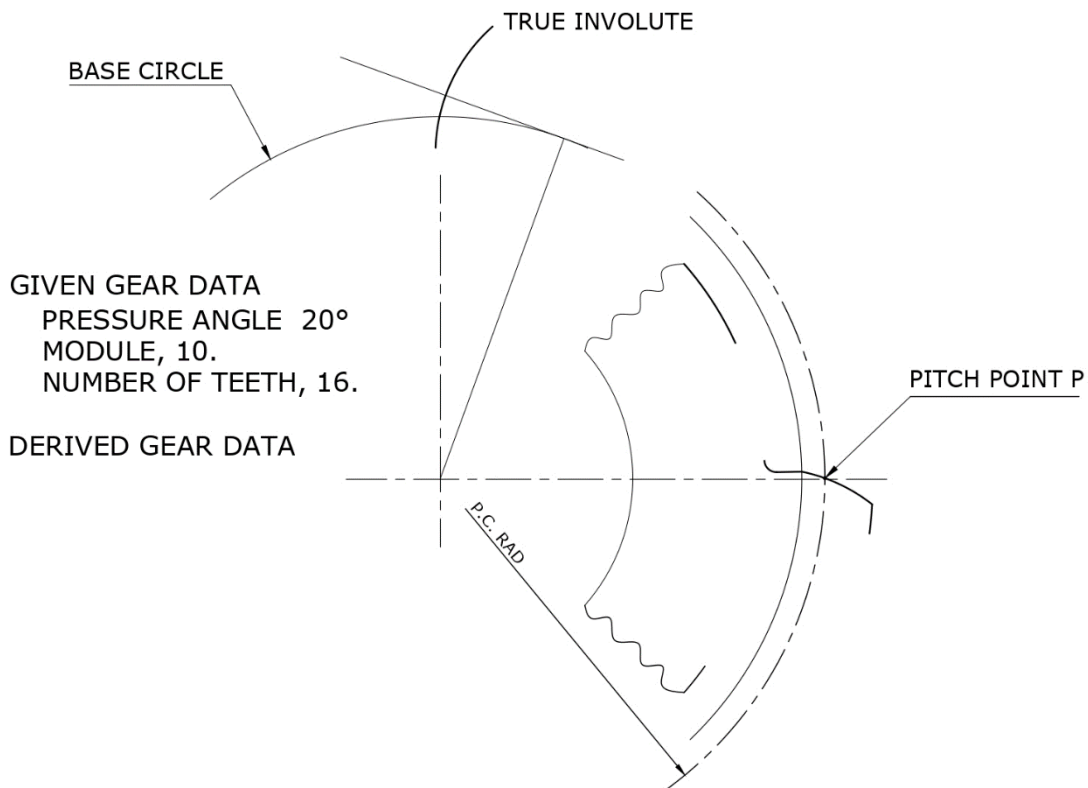 TRUE INVOLUTE
BASE CIRCLE
GIVEN GEAR DATA
PRESSURE ANGLE 20°
MODULE, 10.
NUMBER OF TEETH, 16.
PITCH POINT P
DERIVED GEAR DATA
P.C. RAD